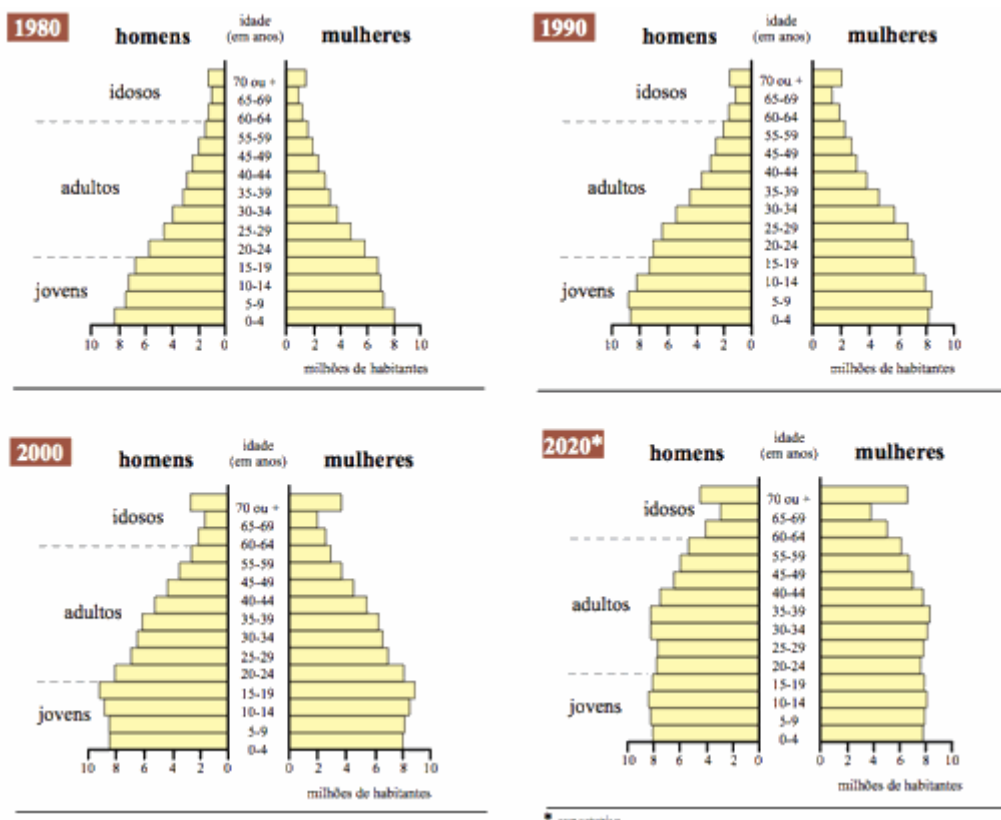 1980
homens
idade
(em anos)
mulheres
70 ou +
65-69
60-64
55-59
45-49
40-44
35-39
30-34
25-29
20-24
15-19
10-14
5-9
0-4
idosos
adultos
jovens
10 8 6 4 2 0
0 2 4 6 8 10
milhões de habitantes
1990
homens
idade
(em anos)
mulheres
70 ou +
65-69
60-64
55-59
45-49
40-44
35-39
30-34
25-29
20-24
15-19
10-14
5-9
0-4
idosos
adultos
jovens
10 8 6 4 2 0
0 2 4 6 8 10
milhões de habitantes
2000
homens
idade
(em anos)
mulheres
70 ou +
65-69
60-64
55-59
45-49
40-44
35-39
30-34
25-29
20-24
15-19
10-14
5-9
0-4
idosos
adultos
jovens
10 8 6 4 2 0
0 2 4 6 8 10
milhões de habitantes
2020*
homens
idade
(em anos)
mulheres
70 ou +
65-69
60-64
55-59
45-49
40-44
35-39
30-34
25-29
20-24
15-19
10-14
5-9
0-4
idosos
adultos
jovens
10 8 6 4 2 0
0 2 4 6 8 10
milhões de habitantes